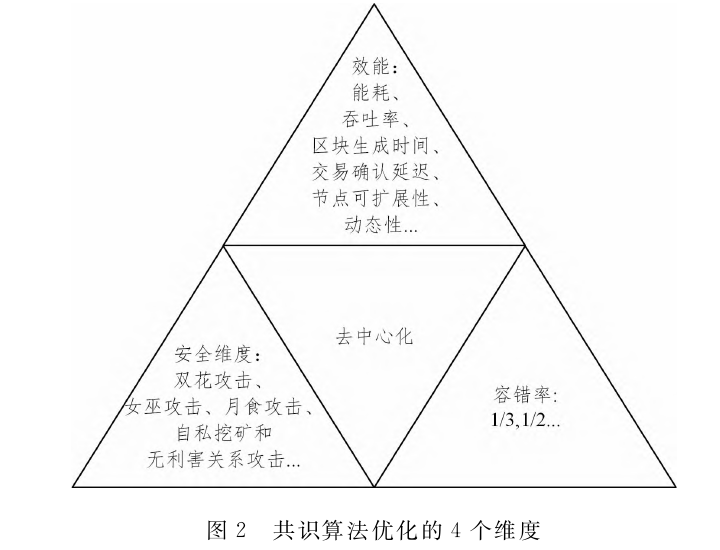 效能：
能耗、
吞吐率、
区块生成时间、
交易确认延迟、
节点可扩展性、
动态性...
去中心化
安全维度：
双花攻击、
女巫攻击、月食攻击、
自私挖矿和
无利害关系攻击...
容错率:
1/3,1/2...
图 2 共识算法优化的 4 个维度